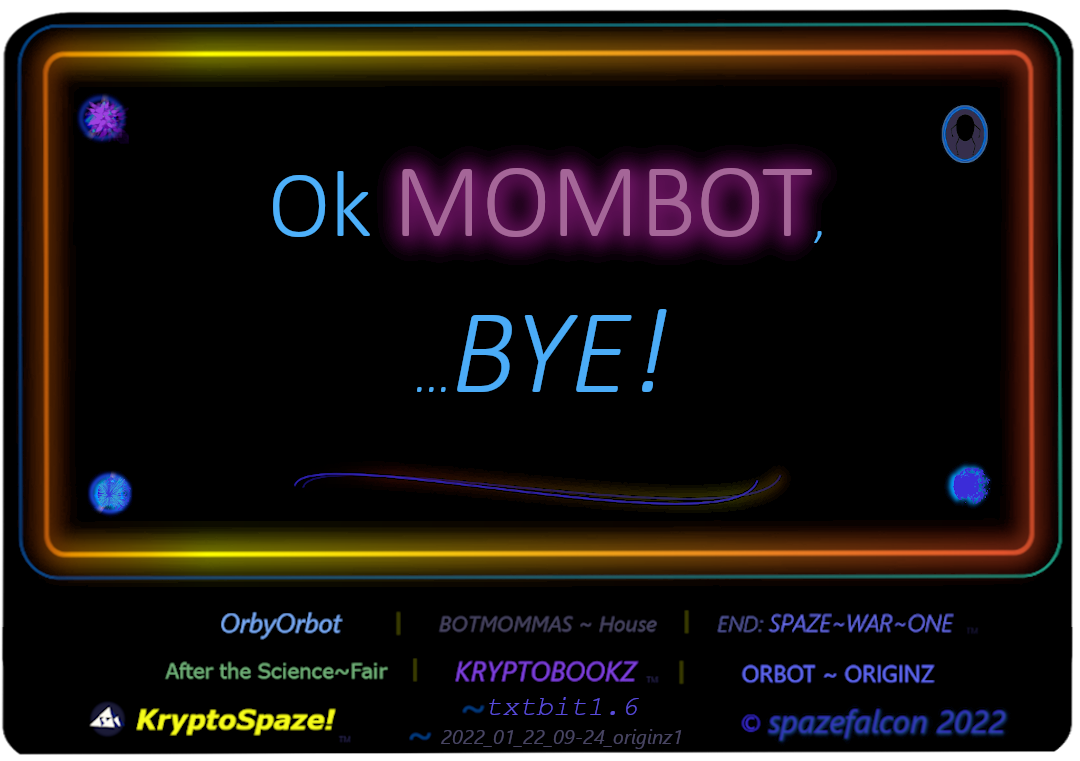 Ok MOMBOT,
...BYE!
OrbyOrbot | BOTMOMMAS ~ House | END: SPAZE~WAR~ONE TM
After the Science~Fair | KRYPTOBOOKZ TM | ORBOT ~ ORIGINZ
KryptoSpaze! TM ~txtbit1.6 © spazefalcon 2022
~ 2022_01_22_09-24_originz1